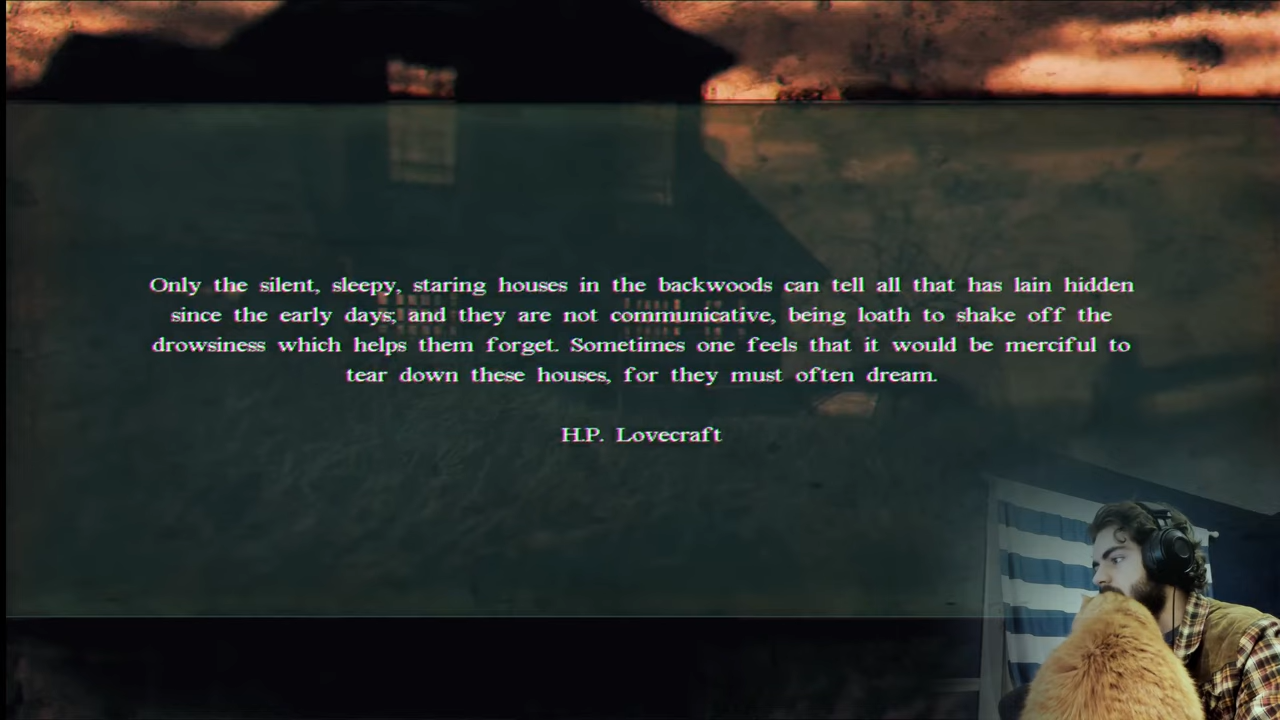 Only the silent, sleepy, staring houses in the backwoods can tell all that has lain hidden
since the early days; and they are not communicative, being loath to shake off the
drowsiness which helps them forget. Sometimes one feels that it would be merciful to
tear down these houses, for they must often dream.
H.P. Lovecraft